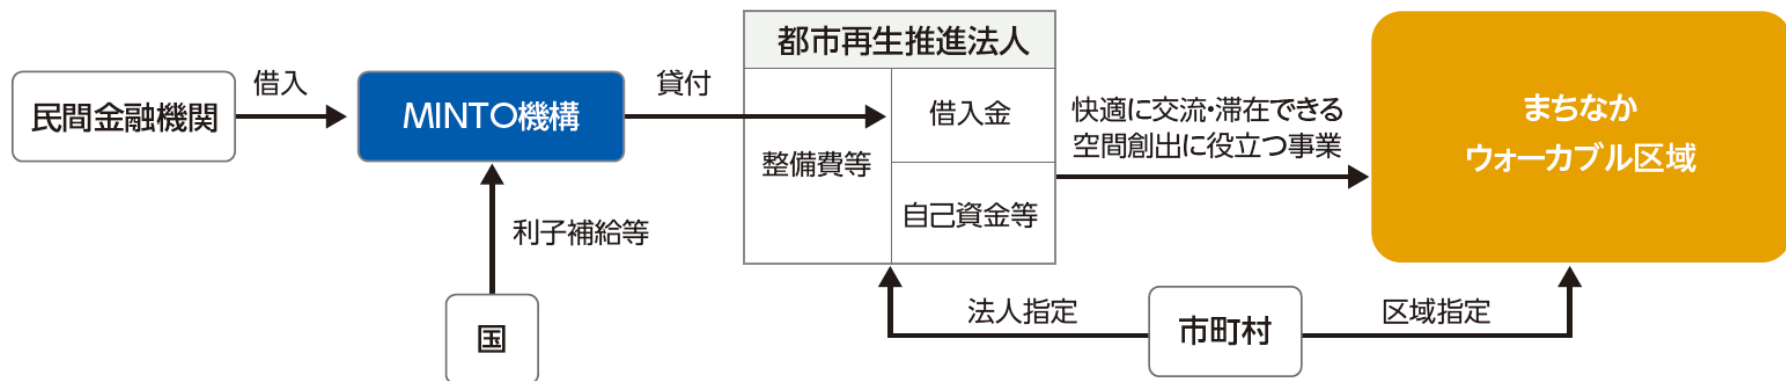 民間金融機関
借入
MINTO機構
貸付
利子補給等
国
都市再生推進法人
整備費等
借入金
自己資金等
快適に交流・滞在できる
空間創出に役立つ事業
まちなか
ウォーカブル区域
法人指定
市町村
区域指定